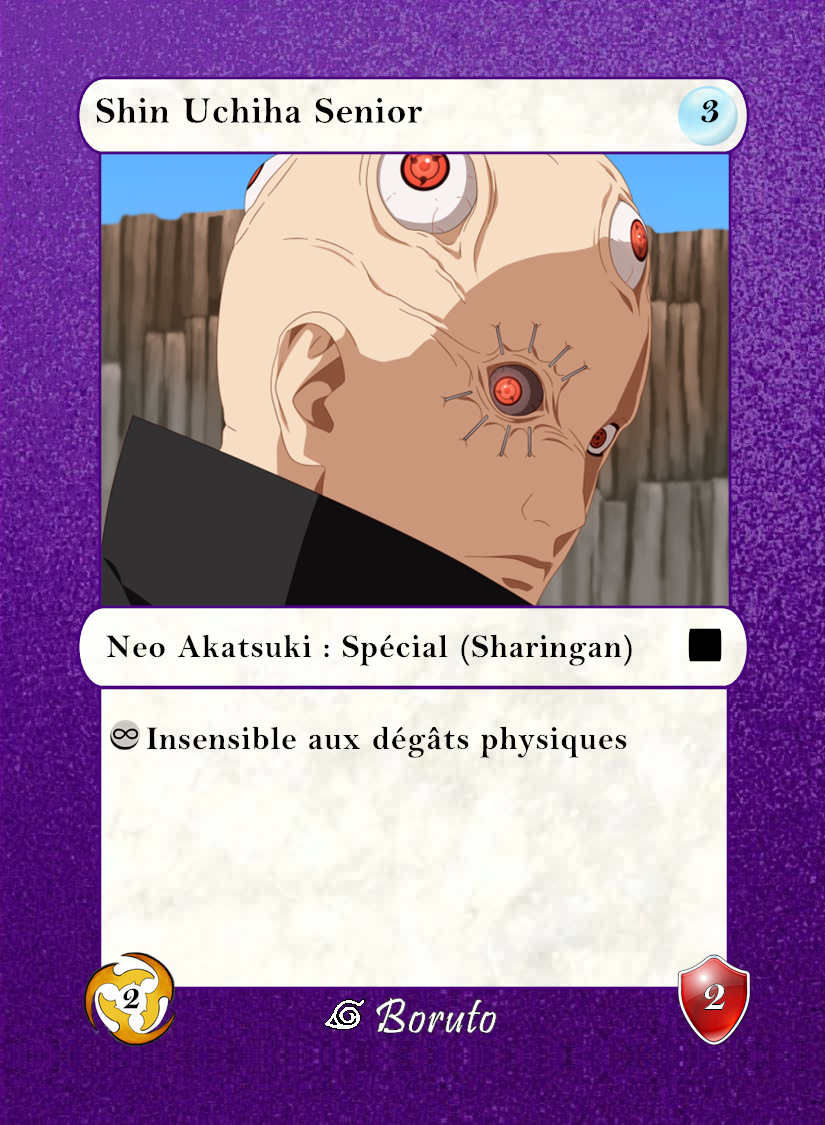 Shin Uchiha Senior
3
Neo Akatsuki : Spécial (Sharingan)
∞ Insensible aux dégâts physiques
2
Boruto
2